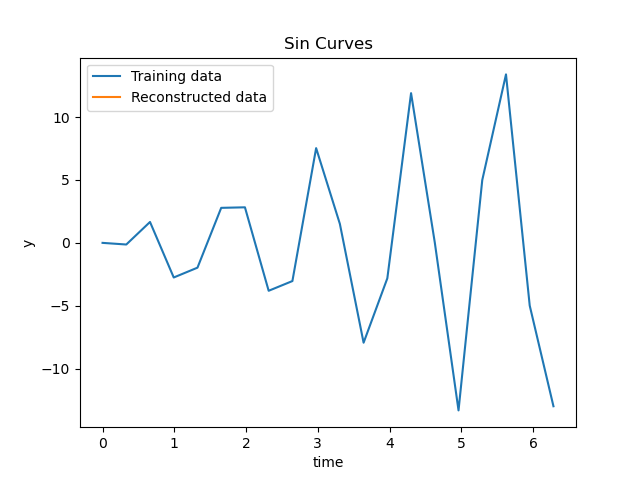 Sin Curves
Training data
Reconstructed data
10
5
0
−5
−10
y
0 1 2 3 4 5 6
time